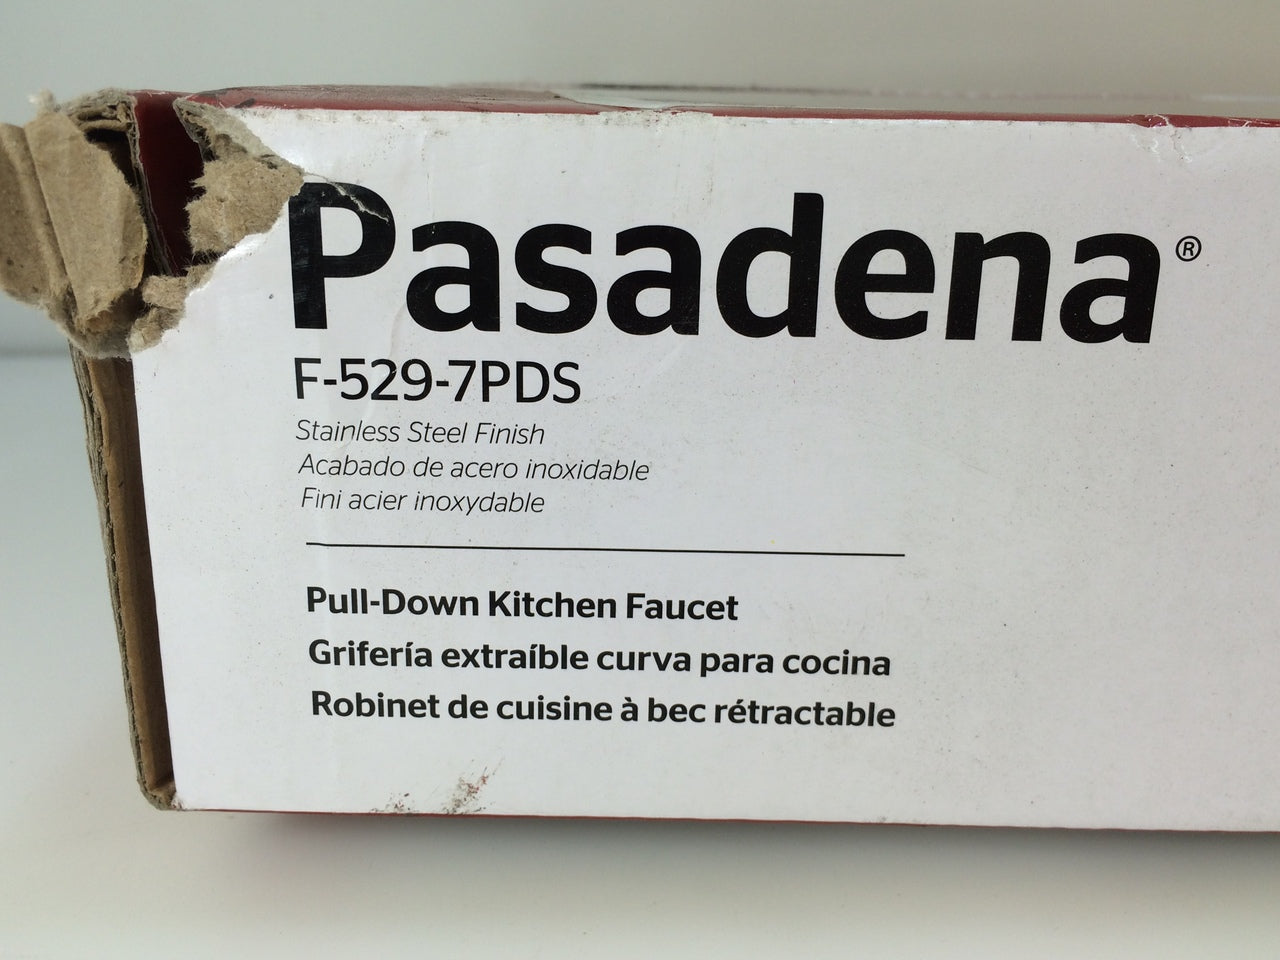 Pasadena®
F-529-7PDS
Stainless Steel Finish
Acabado de acero inoxidable
Fini acier inoxydable
Pull-Down Kitchen Faucet
Grifería extraíble curva para cocina
Robinet de cuisine à bec rétractable